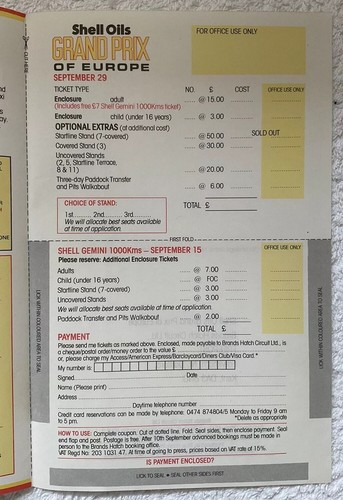 Shell Oils
GRAND PRIX
OF EUROPE
SEPTEMBER 29
FOR OFFICE USE ONLY
TICKET TYPE NO. £ COST OFFICE USE ONLY
Enclosure adult @ 15.00
(Includes free £7 Shell Gemini 1000Kms ticket)
Enclosure child (under 16 years) @ 3.00
OPTIONAL EXTRAS (at additional cost)
Startline Stand (7-covered) @50.00 SOLD OUT
Covered Stand (3) @30.00
Uncovered Stands
(2, 5, Startline Terrace,
8 & 11) @20.00
Three-day Paddock Transfer
and Pits Walkabout @ 6.00
TOTAL £
CHOICE OF STAND:
1st 2nd 3rd
We will allocate best seats available
at time of application.
FIRST FOLD
SHELL GEMINI 1000Kms – SEPTEMBER 15
OFFICE USE ONLY
Please reserve: Additional Enclosure Tickets
Adults @ 7.00
Child (under 16 years) @ FOC
Startline Stand (7-covered) @ 3.00
Uncovered Stands @ 3.00
We will allocate best seats available at time of application
Paddock Transfer and Pits Walkabout @ 2.00
TOTAL £
PAYMENT
Please send me tickets as marked above. Enclosed, made payable to Brands Hatch Circuit Ltd., is
a cheque/postal order/money order to the value £
or, please charge my Access/American Express/Barclaycard/Diners Club/Visa Card.*
My number is:
Signed Date
Name (Please print)
Address
Daytime telephone number
Credit card reservations can be made by telephone: 0474 874804/5 Monday to Friday 9 am
to 5 pm. *Delete as appropriate
HOW TO USE: Complete coupon. Cut at dotted line. Fold. Seal sides, then enclose payment. Seal
end flap and post. Postage is free. After 10th September advanced bookings must be made in
person to the Brands Hatch booking office.
VAT Regd No: 203 1031 47. At time of going to press, prices based on VAT rate of 15%.
IS PAYMENT ENCLOSED?
LICK TO SEAL SEAL OTHER SIDES FIRST
LICK WITHIN COLOURED AREA TO SEAL
LICK WITHIN COLOURED AREA TO SEAL